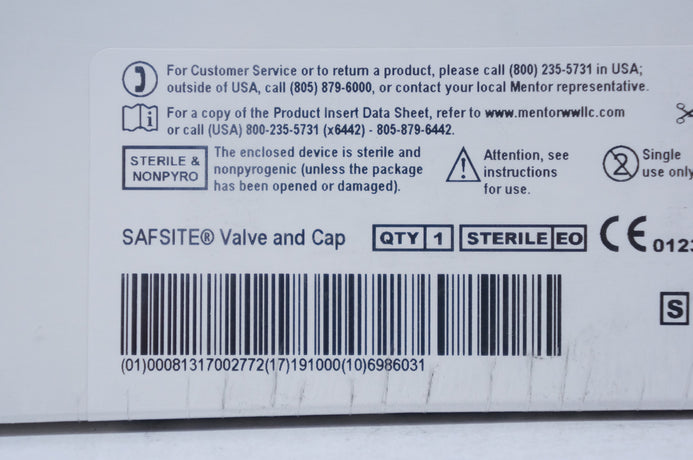 For Customer Service or to return a product, please call (800) 235-5731 in USA;
outside of USA, call (805) 879-6000, or contact your local Mentor representative.
For a copy of the Product Insert Data Sheet, refer to www.mentorwwllc.com
or call (USA) 800-235-5731 (x6442) - 805-879-6442.
STERILE &
NONPYRO
The enclosed device is sterile and
nonpyrogenic (unless the package
has been opened or damaged).
Attention, see
instructions
for use.
2
Single
use only
SAFSITE® Valve and Cap
QTY 1
STERILE EO
CE 0123
S
(01)00081317002772(17)191000(10)6986031